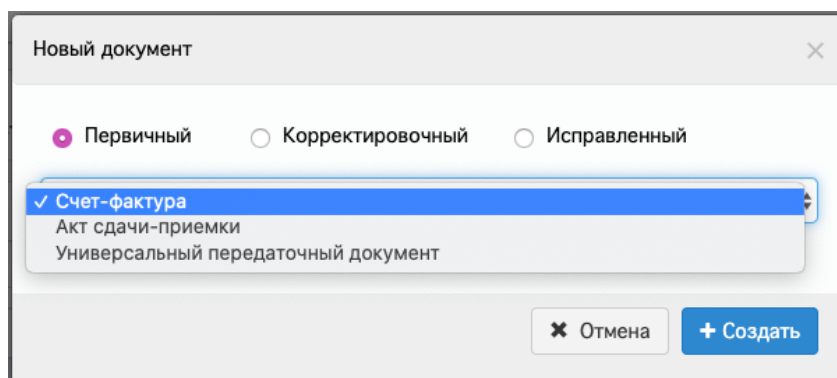 Новый документ
Первичный Корректировочный Исправленный
Счет-фактура
Акт сдачи-приемки
Универсальный передаточный документ
Отмена Создать